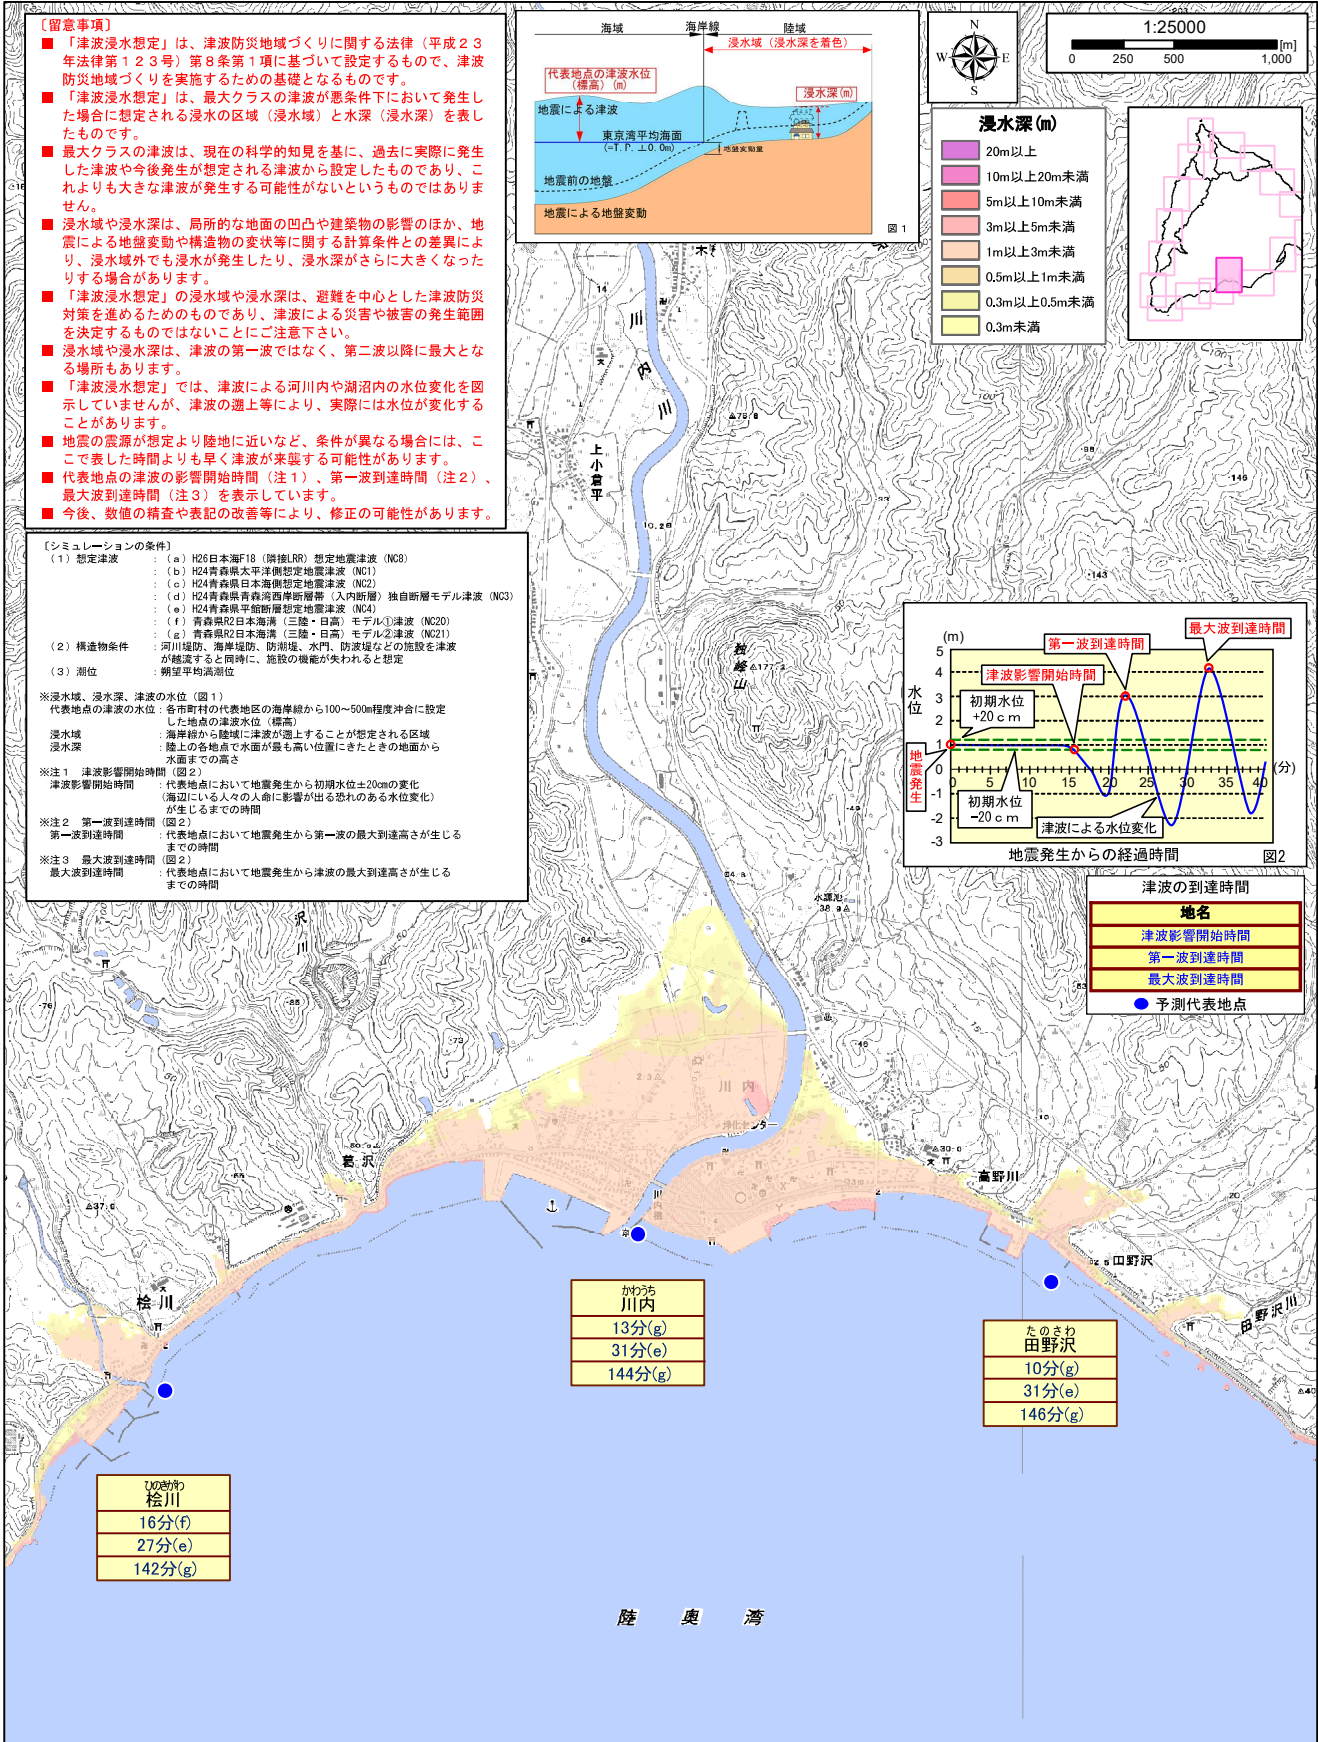 〔留意事項〕
■ 「津波浸水想定」は、津波防災地域づくりに関する法律（平成２３
年法律第１２３号）第８条第１項に基づいて設定するもので、津波
防災地域づくりを実施するための基礎となるものです。
■ 「津波浸水想定」は、最大クラスの津波が悪条件下において発生し
た場合に想定される浸水の区域（浸水域）と水深（浸水深）を表し
たものです。
■ 最大クラスの津波は、現在の科学的知見を基に、過去に実際に発生
した津波や今後発生が想定される津波から設定したものであり、こ
れよりも大きな津波が発生する可能性がないというものではありま
せん。
■ 浸水域や浸水深は、局所的な地面の凹凸や建築物の影響のほか、地
震による地盤変動や構造物の変状等に関する計算条件との差異によ
り、浸水域外でも浸水が発生したり、浸水深がさらに大きくなった
りする場合があります。
■ 「津波浸水想定」の浸水域や浸水深は、避難を中心とした津波防災
対策を進めるためのものであり、津波による災害や被害の発生範囲
を決定するものではないことにご注意下さい。
■ 浸水域や浸水深は、津波の第一波ではなく、第二波以降に最大とな
る場所もあります。
■ 「津波浸水想定」では、津波による河川内や湖沼内の水位変化を図
示していませんが、津波の遡上等により、実際には水位が変化する
ことがあります。
■ 地震の震源が想定より陸地に近いなど、条件が異なる場合には、こ
こで表した時間よりも早く津波が来襲する可能性があります。
■ 代表地点の津波の影響開始時間（注１）、第一波到達時間（注２）、
最大波到達時間（注３）を表示しています。
■ 今後、数値の精査や表記の改善等により、修正の可能性があります。
〔シミュレーションの条件〕
（１）想定津波 ：（ａ）H26日本海F18（隣接LRR）想定地震津波（NC8）
：（ｂ）H24青森県太平洋側想定地震津波（NC1）
：（ｃ）H24青森県日本海側想定地震津波（NC2）
：（ｄ）H24青森県青森湾西岸断層帯（入内断層）独自断層モデル津波（NC3）
：（ｅ）H24青森県平館断層想定地震津波（NC4）
：（ｆ）青森県R2日本海溝（三陸・日高）モデル①津波（NC20）
：（ｇ）青森県R2日本海溝（三陸・日高）モデル②津波（NC21）
（２）構造物条件 ：河川堤防、海岸堤防、防潮堤、水門、防波堤などの施設を津波
が越流すると同時に、施設の機能が失われると想定
（３）潮位 ：朔望平均満潮位
※浸水域、浸水深、津波の水位（図１）
代表地点の津波の水位：各市町村の代表地区の海岸線から100～500m程度沖合に設定
した地点の津波水位（標高）
浸水域 ：海岸線から陸域に津波が遡上することが想定される区域
浸水深 ：陸上の各地点で水面が最も高い位置にきたときの地面から
水面までの高さ
※注１ 津波影響開始時間（図２）
津波影響開始時間 ：代表地点において地震発生から初期水位±20cmの変化
（海辺にいる人々の人命に影響が出る恐れのある水位変化）
が生じるまでの時間
※注２ 第一波到達時間（図２）
第一波到達時間 ：代表地点において地震発生から第一波の最大到達高さが生じる
までの時間
※注３ 最大波到達時間（図２）
最大波到達時間 ：代表地点において地震発生から津波の最大到達高さが生じる
までの時間
海域 海岸線 陸域
浸水域（浸水深を着色）
代表地点の津波水位
（標高）(m)
浸水深(m)
地震による津波
東京湾平均海面
(=T.P.±0.0m)
地盤変動量
地震前の地盤
地震による地盤変動
図１
N
W E
S
1:25000
[m]
0 250 500 1,000
浸水深(m)
20m以上
10m以上20m未満
5m以上10m未満
3m以上5m未満
1m以上3m未満
0.5m以上1m未満
0.3m以上0.5m未満
0.3m未満
(m)
水位
5
4
3
2
1
0
-1
-2
-3
0 5 10 15 20 25 30 35 40
(分)
最大波到達時間
第一波到達時間
津波影響開始時間
初期水位
+20ｃｍ
地震発生
初期水位
-20ｃｍ
津波による水位変化
地震発生からの経過時間
図2
津波の到達時間
地名
津波影響開始時間
第一波到達時間
最大波到達時間
予測代表地点
川内川
上小倉平
独峰山
沢川
葛沢
川内
浄化センター
高野川
田野沢
田野沢川
桧川
かわうち
川内
13分(g)
31分(e)
144分(g)
たのさわ
田野沢
10分(g)
31分(e)
146分(g)
ひのきがわ
桧川
16分(f)
27分(e)
142分(g)
陸奥湾